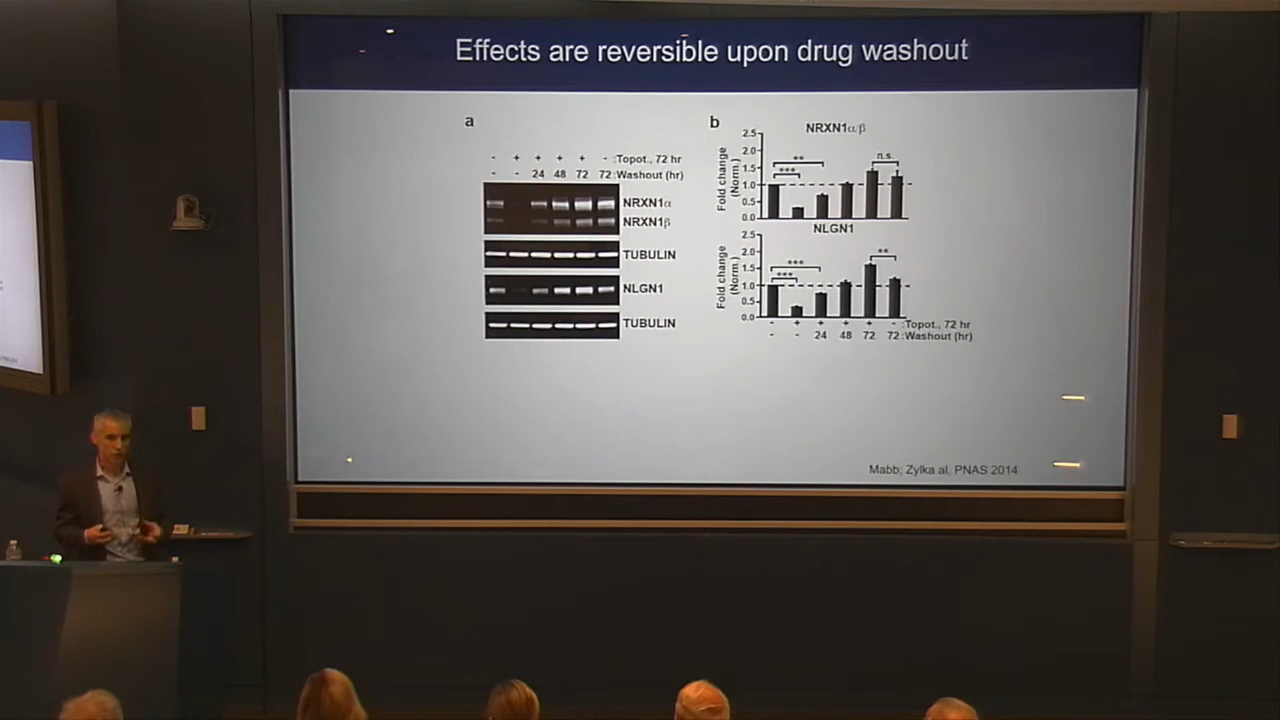 Effects are reversible upon drug washout
a
- + + + + - :Topot., 72 hr
- - 24 48 72 72:Washout (hr)
NRXN1α
NRXN1β
TUBULIN
NLGN1
TUBULIN
b
NRXN1α/β
Fold change
(Norm.)
2.5
2.0
1.5
1.0
0.5
0.0
***
**
n.s.
NLGN1
Fold change
(Norm.)
2.5
2.0
1.5
1.0
0.5
0.0
***
***
**
- + + + + - :Topot., 72 hr
- - 24 48 72 72:Washout (hr)
Mabb; Zylka al, PNAS 2014